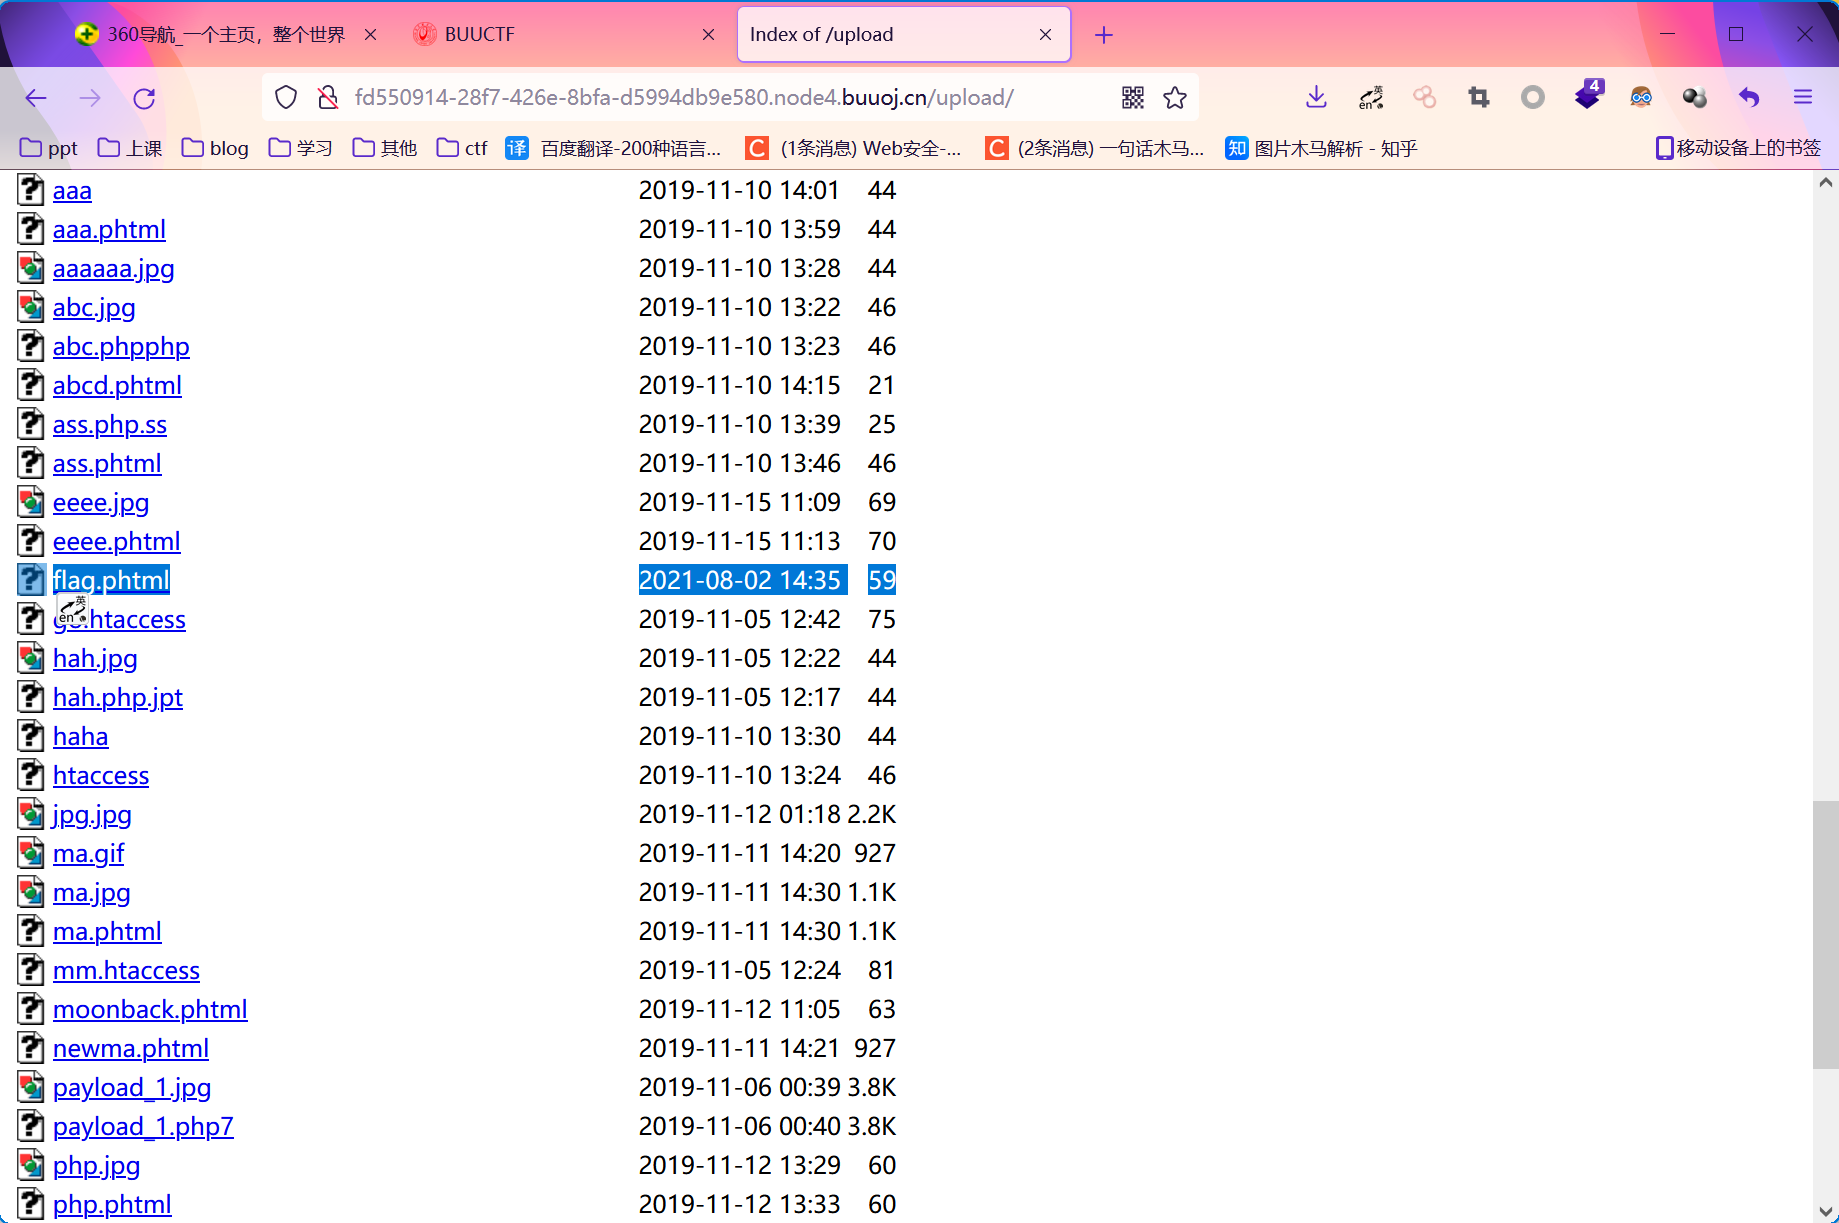 360导航_一个主页，整个世界
BUUCTF
Index of /upload
fd550914-28f7-426e-8bfa-d5994db9e580.node4.buuoj.cn/upload/
英
en
4
ppt 上课 blog 学习 其他 ctf 译 百度翻译-200种语言... C (1条消息) Web安全-... C (2条消息) 一句话木马... 知 图片木马解析 - 知乎 移动设备上的书签
aaa 2019-11-10 14:01 44
aaa.phtml 2019-11-10 13:59 44
aaaaaa.jpg 2019-11-10 13:28 44
abc.jpg 2019-11-10 13:22 46
abc.phpphp 2019-11-10 13:23 46
abcd.phtml 2019-11-10 14:15 21
ass.php.ss 2019-11-10 13:39 25
ass.phtml 2019-11-10 13:46 46
eeee.jpg 2019-11-15 11:09 69
eeee.phtml 2019-11-15 11:13 70
flag.phtml 2021-08-02 14:35 59
英
en
.htaccess 2019-11-05 12:42 75
hah.jpg 2019-11-05 12:22 44
hah.php.jpt 2019-11-05 12:17 44
haha 2019-11-10 13:30 44
htaccess 2019-11-10 13:24 46
jpg.jpg 2019-11-12 01:18 2.2K
ma.gif 2019-11-11 14:20 927
ma.jpg 2019-11-11 14:30 1.1K
ma.phtml 2019-11-11 14:30 1.1K
mm.htaccess 2019-11-05 12:24 81
moonback.phtml 2019-11-12 11:05 63
newma.phtml 2019-11-11 14:21 927
payload_1.jpg 2019-11-06 00:39 3.8K
payload_1.php7 2019-11-06 00:40 3.8K
php.jpg 2019-11-12 13:29 60
php.phtml 2019-11-12 13:33 60